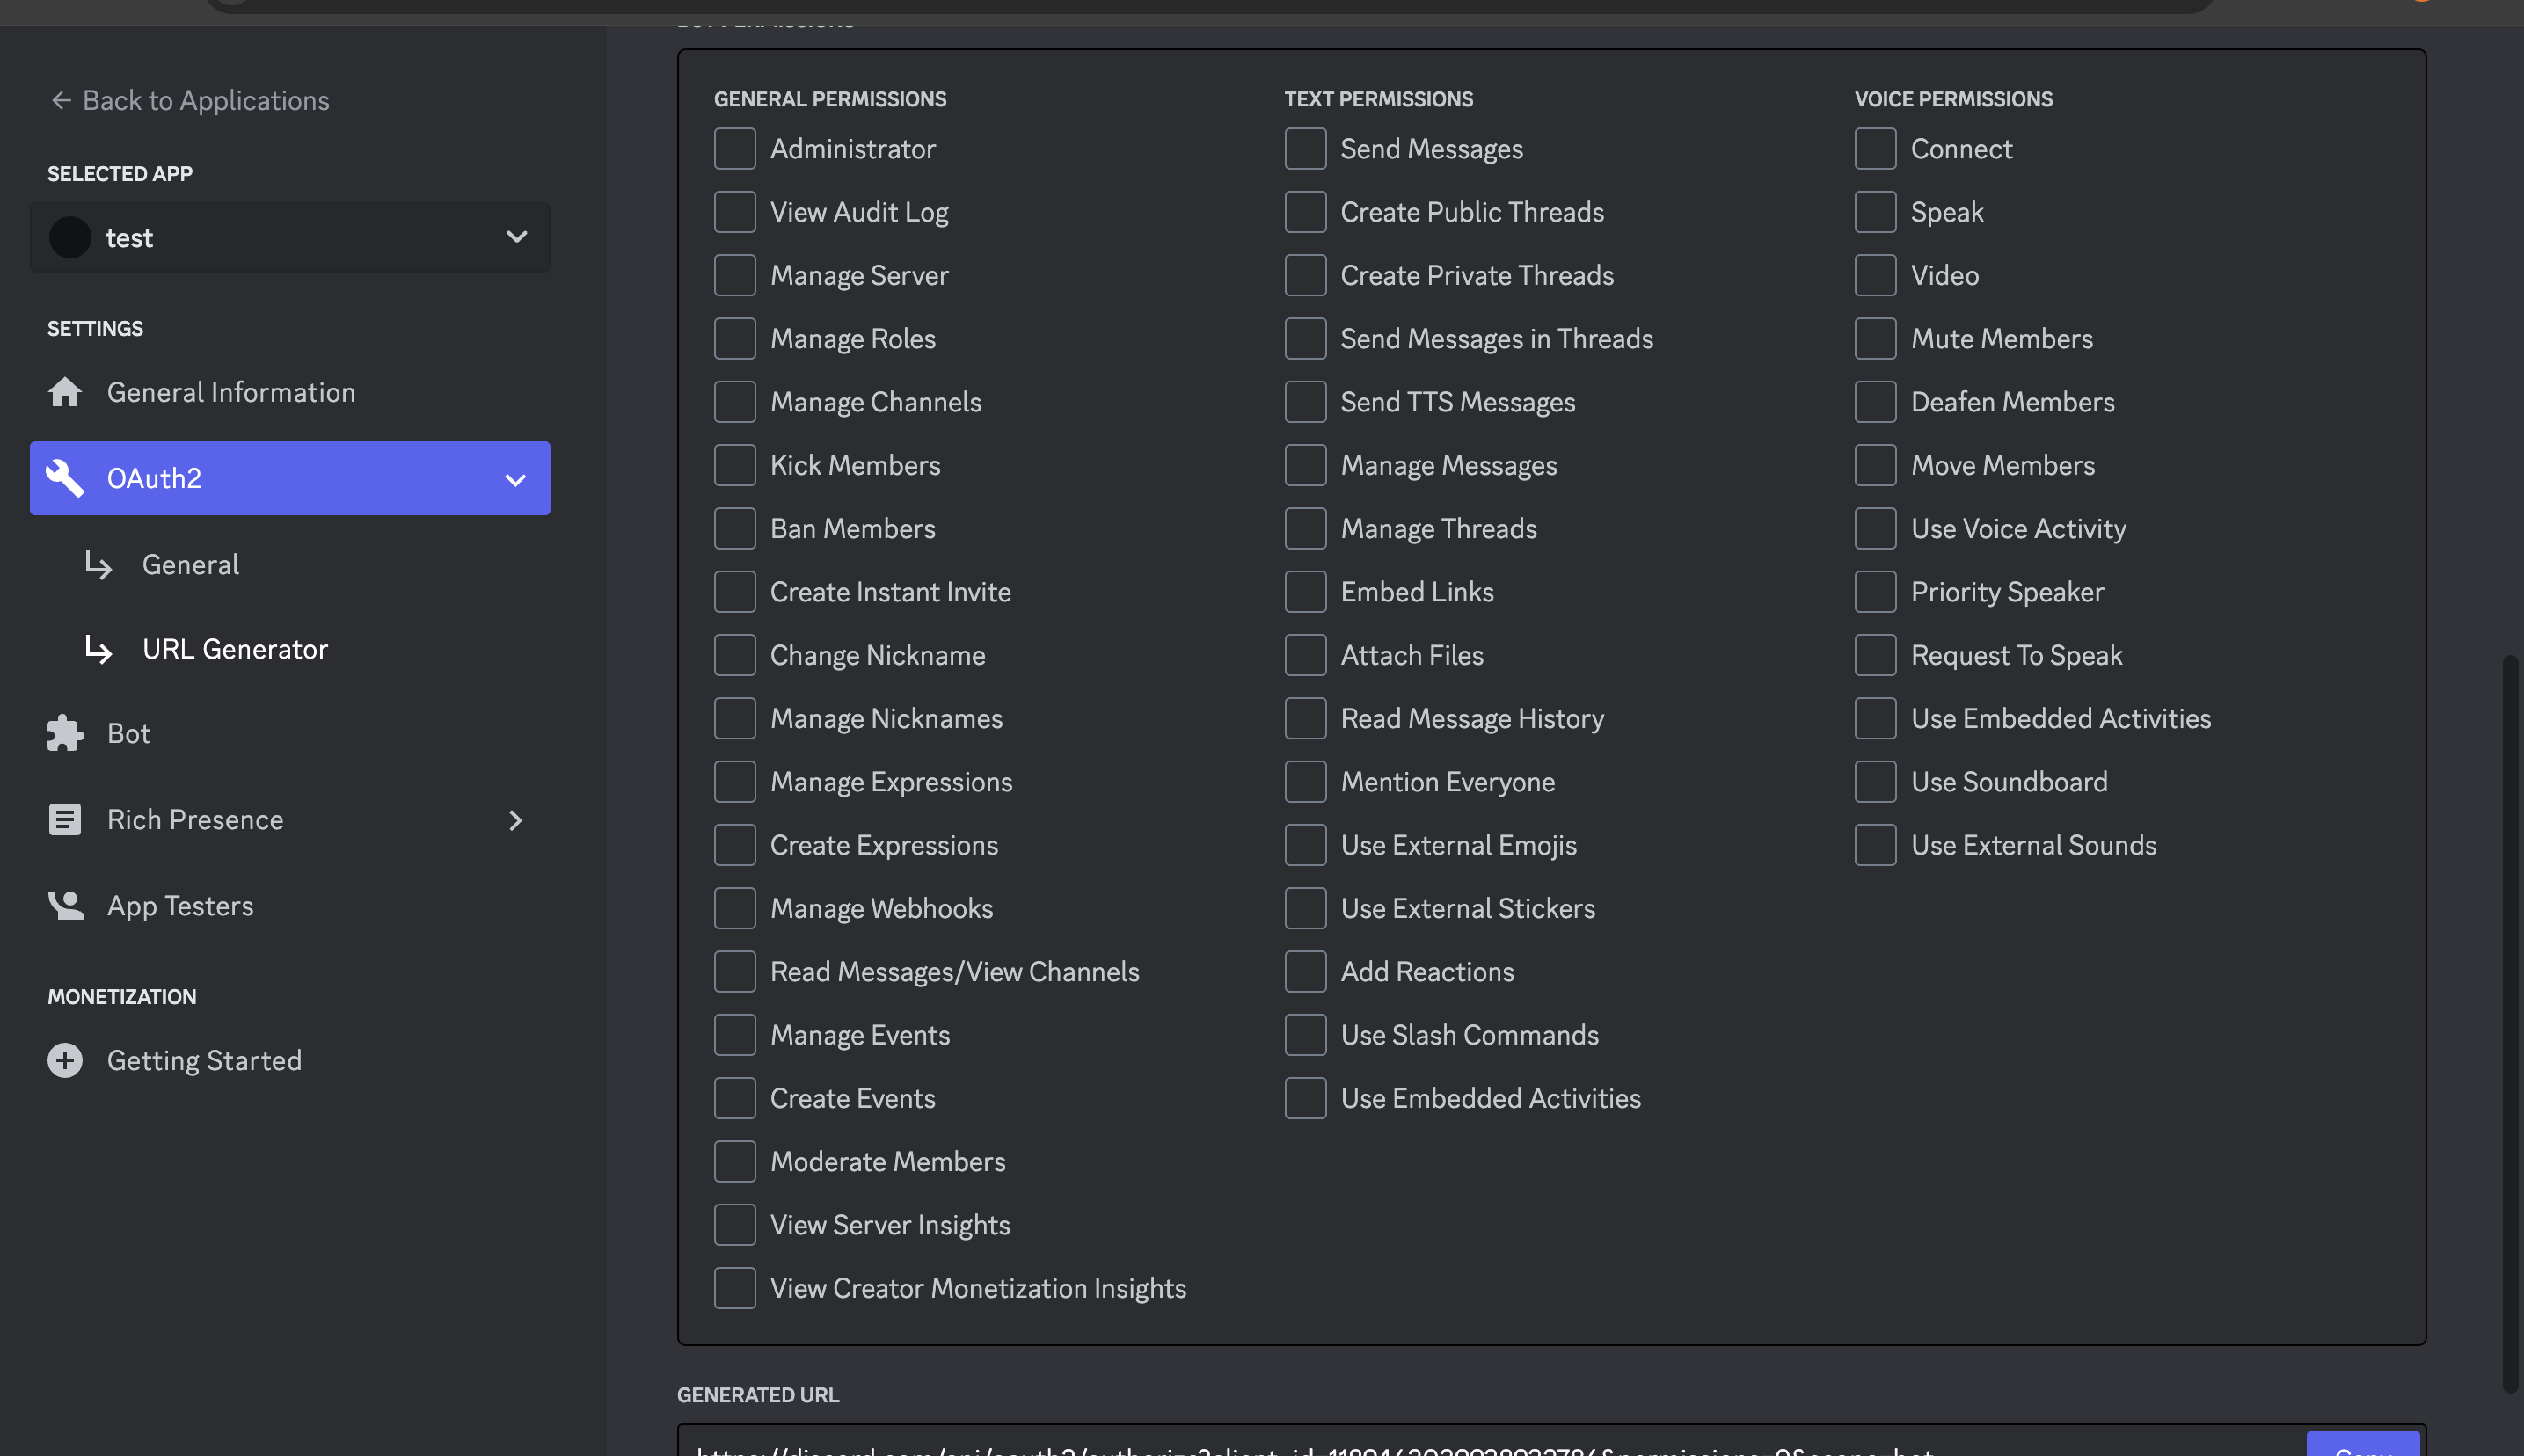 ← Back to Applications
SELECTED APP
test
SETTINGS
General Information
OAuth2
General
URL Generator
Bot
Rich Presence
App Testers
MONETIZATION
Getting Started
GENERAL PERMISSIONS
Administrator
View Audit Log
Manage Server
Manage Roles
Manage Channels
Kick Members
Ban Members
Create Instant Invite
Change Nickname
Manage Nicknames
Manage Expressions
Create Expressions
Manage Webhooks
Read Messages/View Channels
Manage Events
Create Events
Moderate Members
View Server Insights
View Creator Monetization Insights
TEXT PERMISSIONS
Send Messages
Create Public Threads
Create Private Threads
Send Messages in Threads
Send TTS Messages
Manage Messages
Manage Threads
Embed Links
Attach Files
Read Message History
Mention Everyone
Use External Emojis
Use External Stickers
Add Reactions
Use Slash Commands
Use Embedded Activities
VOICE PERMISSIONS
Connect
Speak
Video
Mute Members
Deafen Members
Move Members
Use Voice Activity
Priority Speaker
Request To Speak
Use Embedded Activities
Use Soundboard
Use External Sounds
GENERATED URL
Copy